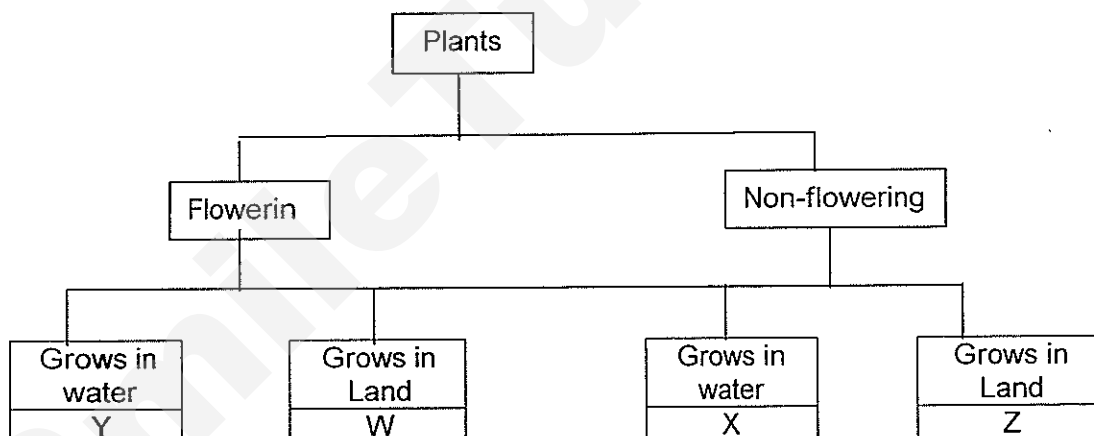 Plants
Flowerin
Non-flowering
Grows in
water
Y
Grows in
Land
W
Grows in
water
X
Grows in
Land
Z